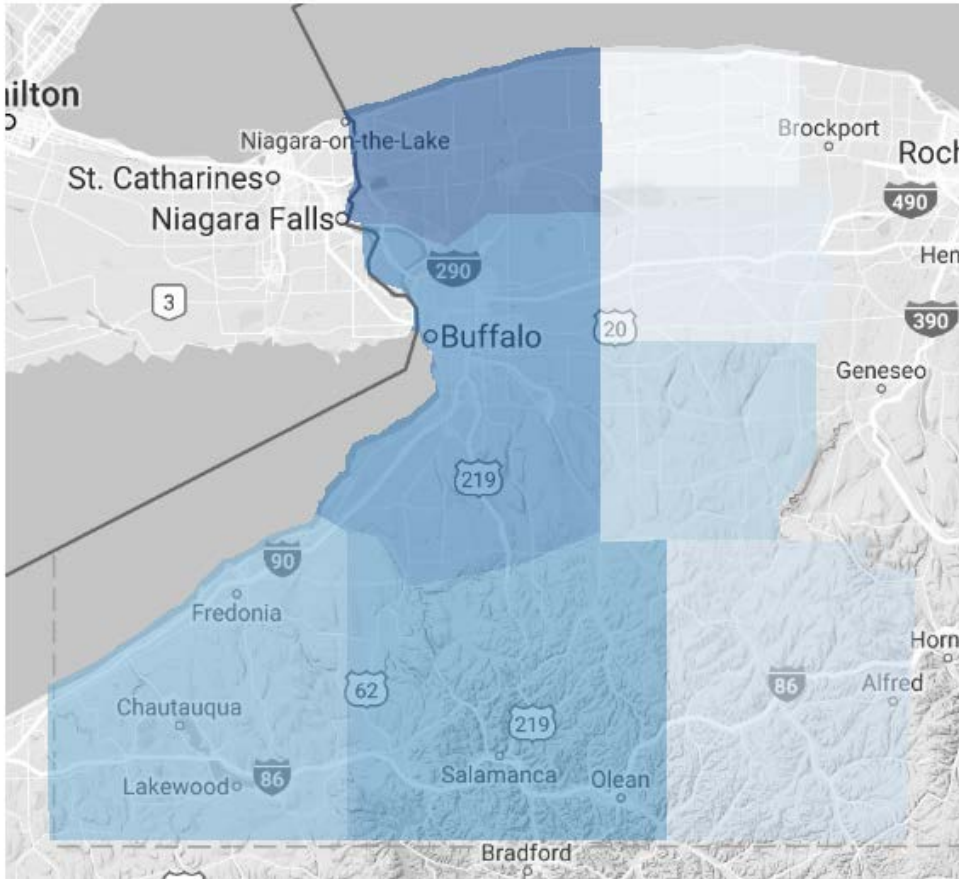 ilton
Niagara-on-the-Lake
Brockport
Roch
St. Catharines
490
Niagara Falls
290
Hen
3
20
390
Buffalo
Geneseo
219
90
Fredonia
Horn
62
86
Alfred
Chautauqua
219
Salamanca
86
Lakewood
Olean
Bradford